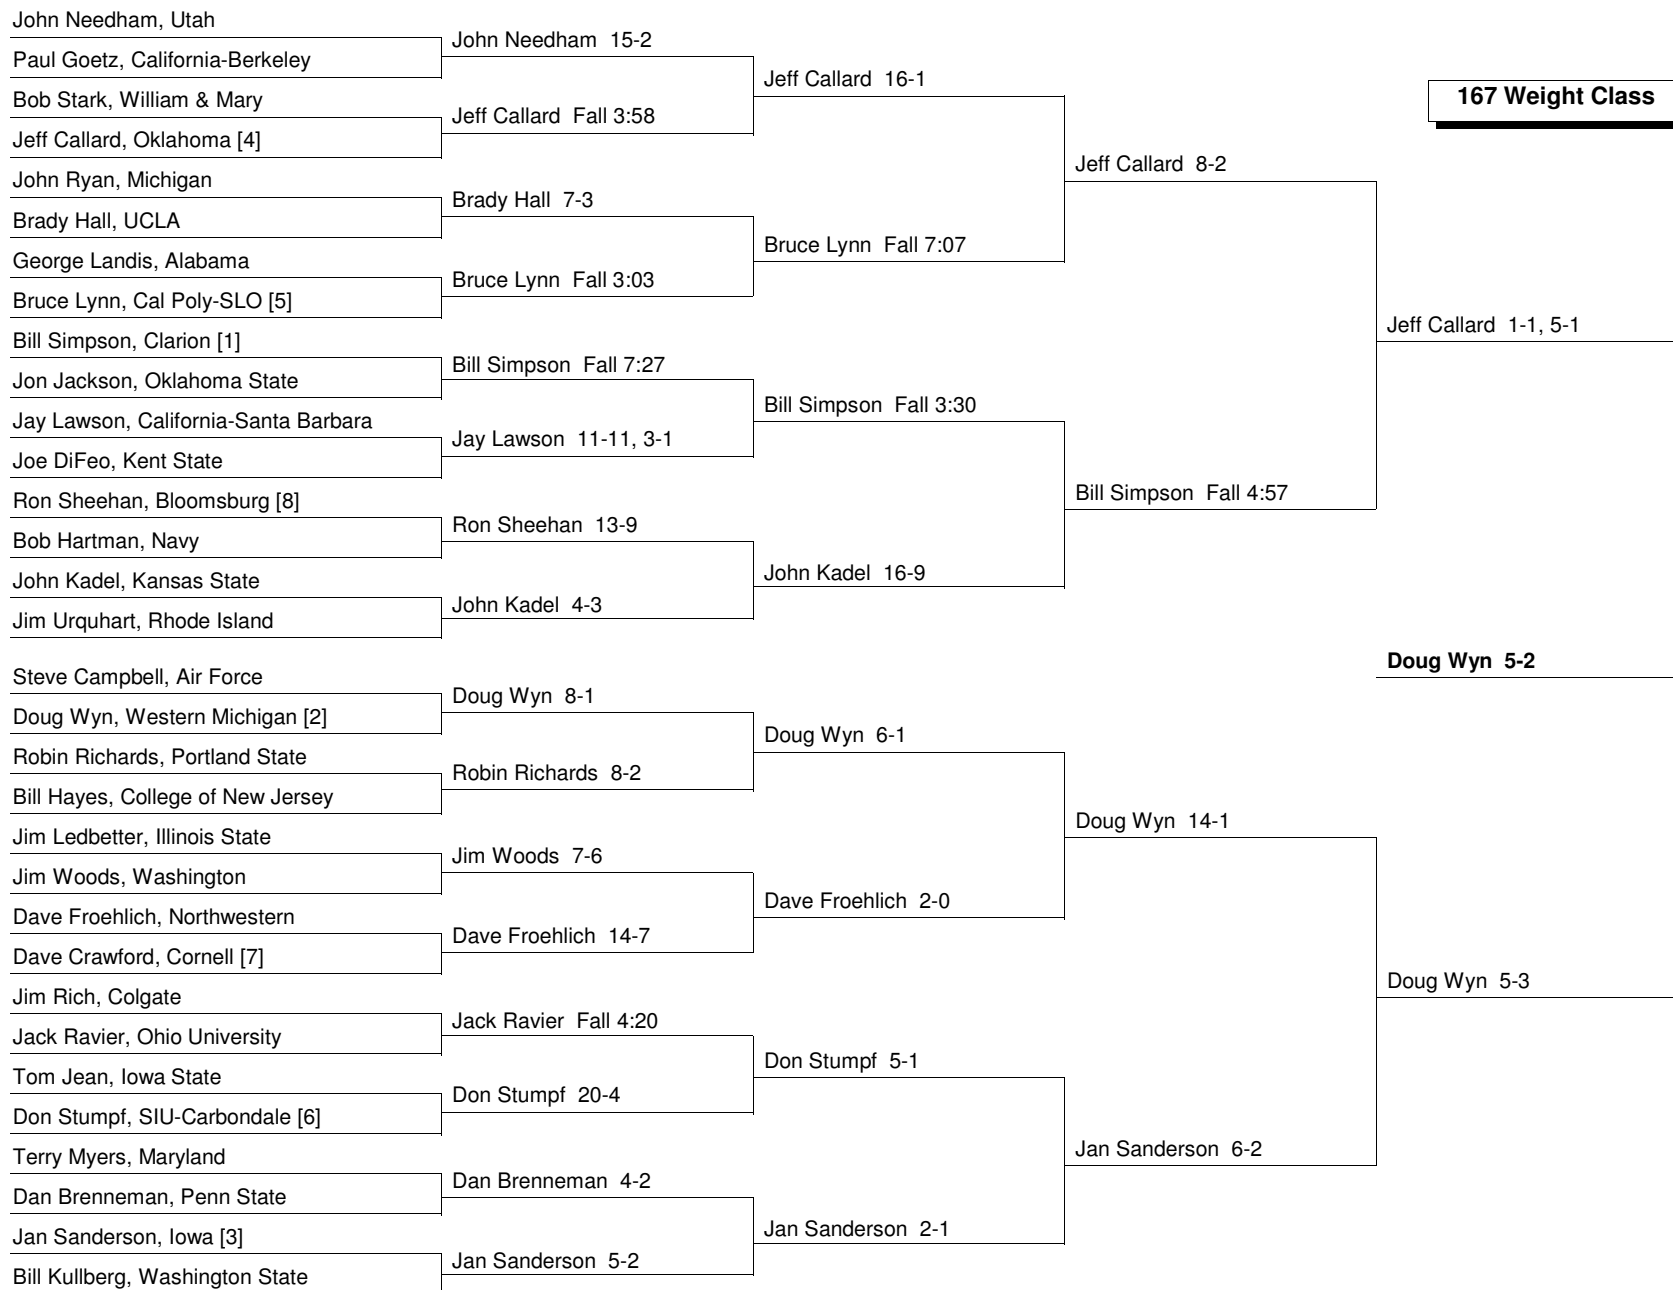 John Needham, Utah
Paul Goetz, California-Berkeley
Bob Stark, William & Mary
Jeff Callard, Oklahoma [4]
John Ryan, Michigan
Brady Hall, UCLA
George Landis, Alabama
Bruce Lynn, Cal Poly-SLO [5]
Bill Simpson, Clarion [1]
Jon Jackson, Oklahoma State
Jay Lawson, California-Santa Barbara
Joe DiFeo, Kent State
Ron Sheehan, Bloomsburg [8]
Bob Hartman, Navy
John Kadel, Kansas State
Jim Urquhart, Rhode Island
Steve Campbell, Air Force
Doug Wyn, Western Michigan [2]
Robin Richards, Portland State
Bill Hayes, College of New Jersey
Jim Ledbetter, Illinois State
Jim Woods, Washington
Dave Froehlich, Northwestern
Dave Crawford, Cornell [7]
Jim Rich, Colgate
Jack Ravier, Ohio University
Tom Jean, Iowa State
Don Stumpf, SIU-Carbondale [6]
Terry Myers, Maryland
Dan Brenneman, Penn State
Jan Sanderson, Iowa [3]
Bill Kullberg, Washington State
John Needham 15-2
Jeff Callard Fall 3:58
Brady Hall 7-3
Bruce Lynn Fall 3:03
Bill Simpson Fall 7:27
Jay Lawson 11-11, 3-1
Ron Sheehan 13-9
John Kadel 4-3
Doug Wyn 8-1
Robin Richards 8-2
Jim Woods 7-6
Dave Froehlich 14-7
Jack Ravier Fall 4:20
Don Stumpf 20-4
Dan Brenneman 4-2
Jan Sanderson 5-2
Jeff Callard 16-1
Bruce Lynn Fall 7:07
Bill Simpson Fall 3:30
John Kadel 16-9
Doug Wyn 6-1
Dave Froehlich 2-0
Don Stumpf 5-1
Jan Sanderson 2-1
Jeff Callard 8-2
Bill Simpson Fall 4:57
Doug Wyn 14-1
Jan Sanderson 6-2
167 Weight Class
Jeff Callard 1-1, 5-1
Doug Wyn 5-2
Doug Wyn 5-3